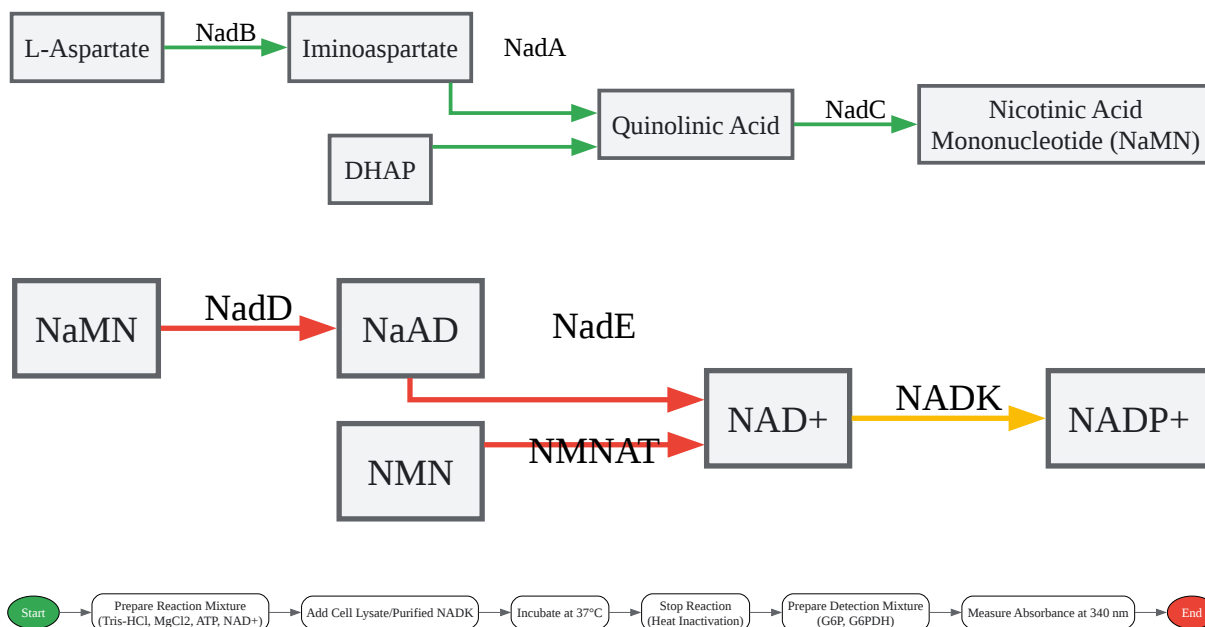 L-Aspartate
NadB
Iminoaspartate
NadA
DHAP
Quinolinic Acid
NadC
Nicotinic Acid
Mononucleotide (NaMN)
NaMN
NadD
NaAD
NadE
NMN
NMNAT
NAD+
NADK
NADP+
Start
Prepare Reaction Mixture
(Tris-HCl, MgCl2, ATP, NAD+)
Add Cell Lysate/Purified NADK
Incubate at 37°C
Stop Reaction
(Heat Inactivation)
Prepare Detection Mixture
(G6P, G6PDH)
Measure Absorbance at 340 nm
End